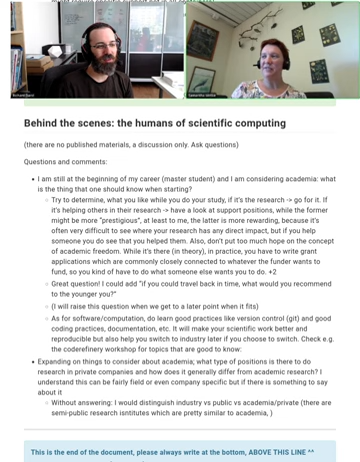 Behind the scenes: the humans of scientific computing
(there are no published materials, a discussion only. Ask questions)
Questions and comments:
I am still at the beginning of my career (master student) and I am considering academia: what
is the thing that one should know when starting?
Try to determine, what you like while you do your study, if it's the research -> go for it. If
it's helping others in their research -> have a look at support positions, while the former
might be more "prestigious", at least to me, the latter is more rewarding, because it's
often very difficult to see where your research has any direct impact, but if you help
someone you do see that you helped them. Also, don't put too much hope on the concept
of academic freedom. While it's there (in theory), in practice, you have to write grant
applications which are commonly closely connected to whatever the funder wants to
fund, so you kind of have to do what someone else wants you to do. +2
Great question! I could add "if you could travel back in time, what would you recommend
to the younger you?"
(I will raise this question when we get to a later point when it fits)
As for software/computation, do learn good practices like version control (git) and good
coding practices, documentation, etc. It will make your scientific work better and
reproducible but also help you switch to industry later if you choose to switch. Check e.g.
the coderefinery workshop for topics that are good to know:
Expanding on things to consider about academia; what type of positions is there to do
research in private companies and how does it generally differ from academic research? I
understand this can be fairly field or even company specific but if there is something to say
about it
Without answering: I would distinguish industry vs public vs academia/private (there are
semi-public research isntitutes which are pretty similar to academia, )
This is the end of the document, please always write at the bottom, ABOVE THIS LINE ^^